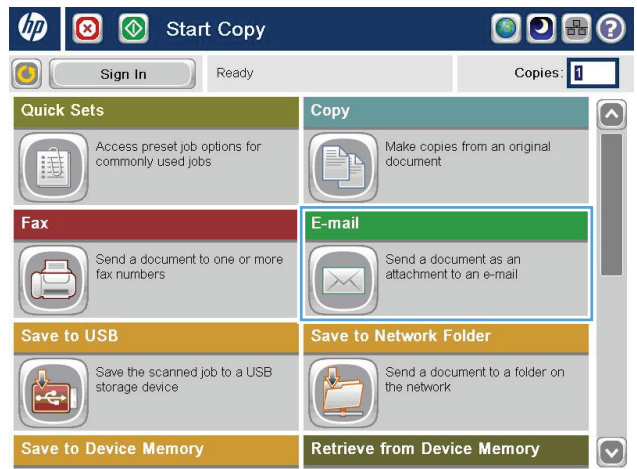 hp
Start Copy
?
Sign In
Ready
Copies: 1
Quick Sets
Access preset job options for
commonly used jobs
Copy
Make copies from an original
document
Fax
Send a document to one or more
fax numbers
E-mail
Send a document as an
attachment to an e-mail
Save to USB
Save the scanned job to a USB
storage device
Save to Network Folder
Send a document to a folder on
the network
Save to Device Memory
Retrieve from Device Memory